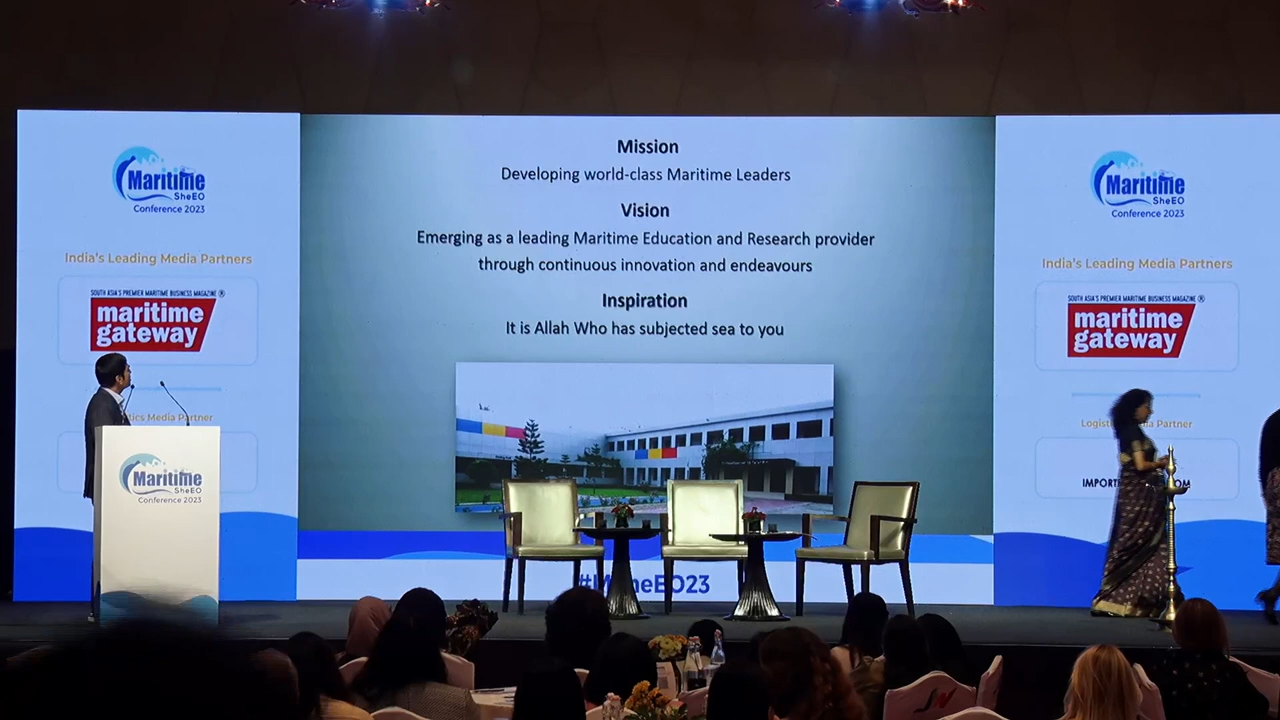 Maritime
SheEO
Conference 2023
India's Leading Media Partners
SOUTH ASIA'S PREMIER MARITIME BUSINESS MAGAZINE ®
maritime
gateway
Media Partner
Maritime
SheEO
Conference 2023
Mission
Developing world-class Maritime Leaders
Vision
Emerging as a leading Maritime Education and Research provider
through continuous innovation and endeavours
Inspiration
It is Allah Who has subjected sea to you
Maritime
SheEO
Conference 2023
India's Leading Media Partners
SOUTH ASIA'S PREMIER MARITIME BUSINESS MAGAZINE ®
maritime
gateway
Partner